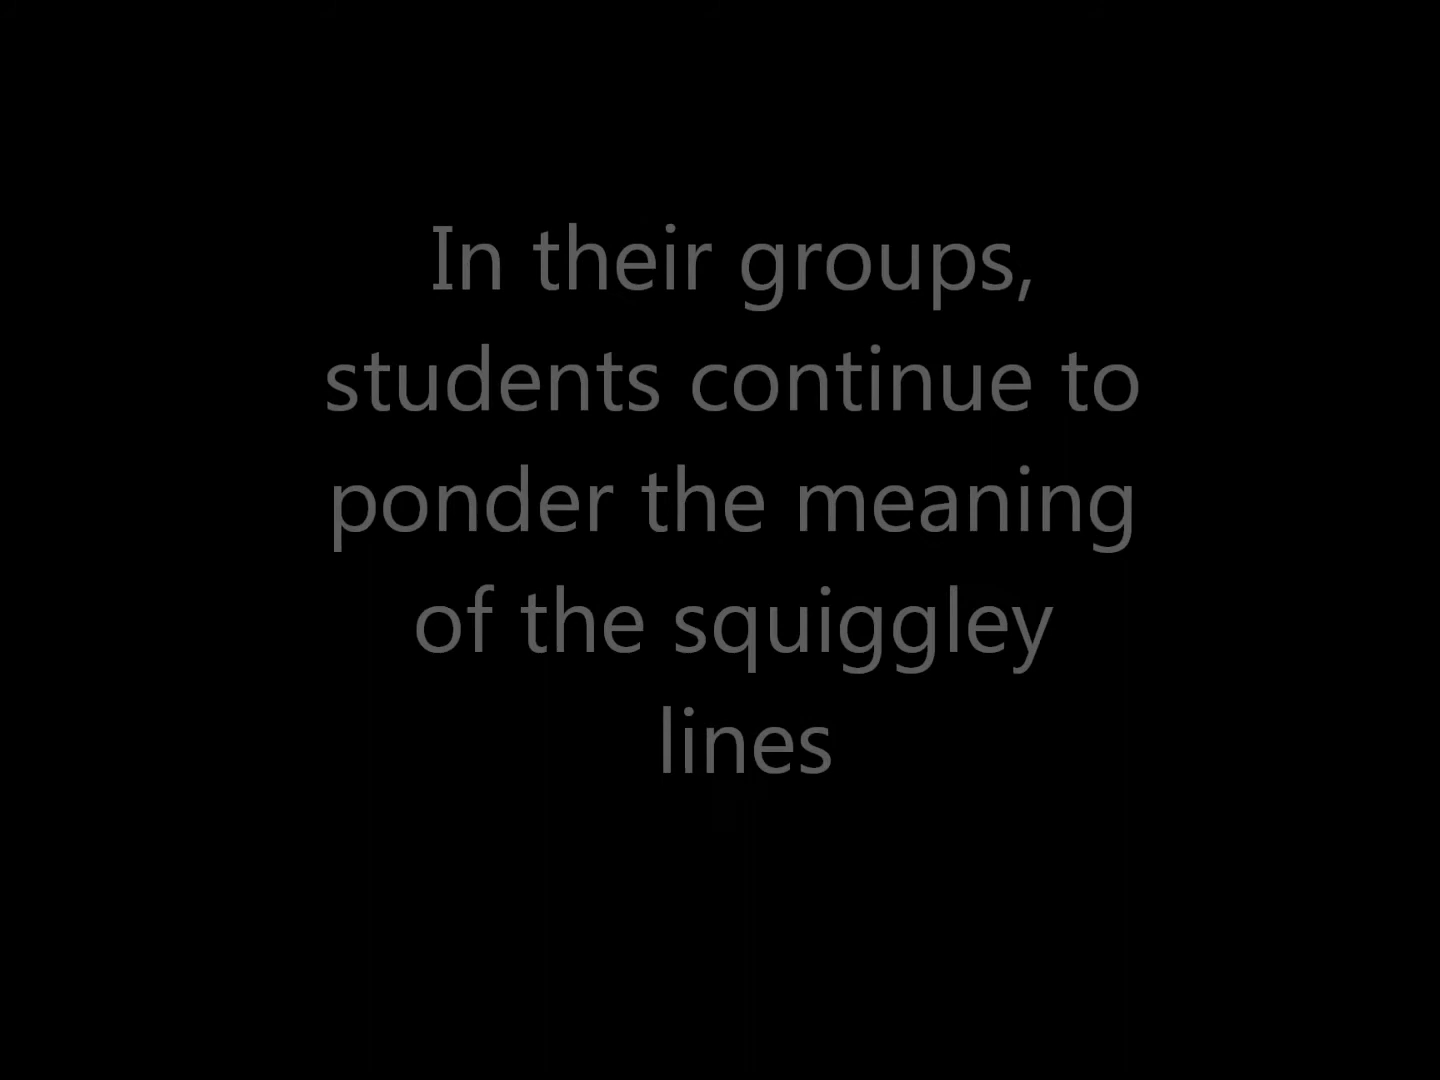 In their groups,
students continue to
ponder the meaning
of the squiggley
lines